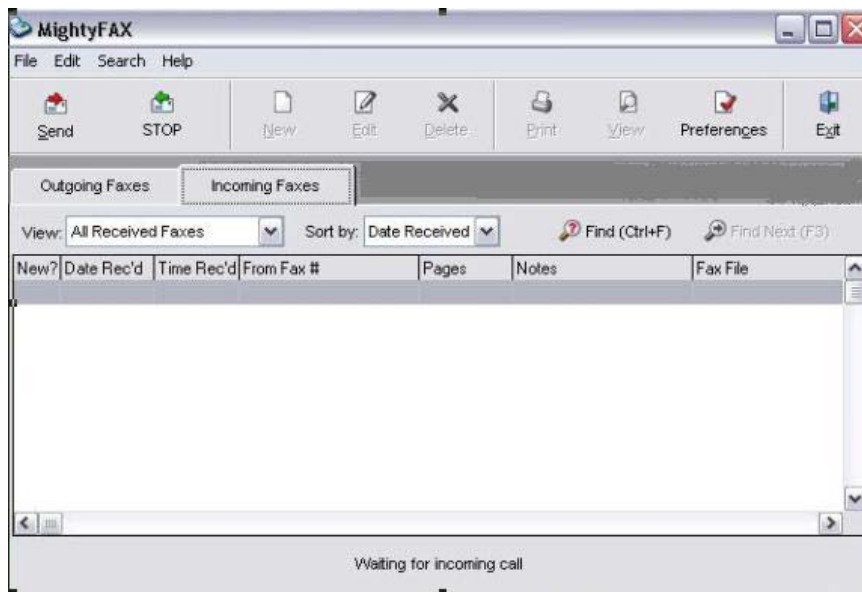 MightyFAX
File Edit Search Help
Send STOP New Edit Delete Print View Preferences Exit
Outgoing Faxes Incoming Faxes
View: All Received Faxes Sort by: Date Received Find (Ctrl+F) Find Next (F3)
New? Date Rec'd Time Rec'd From Fax # Pages Notes Fax File
Waiting for incoming call